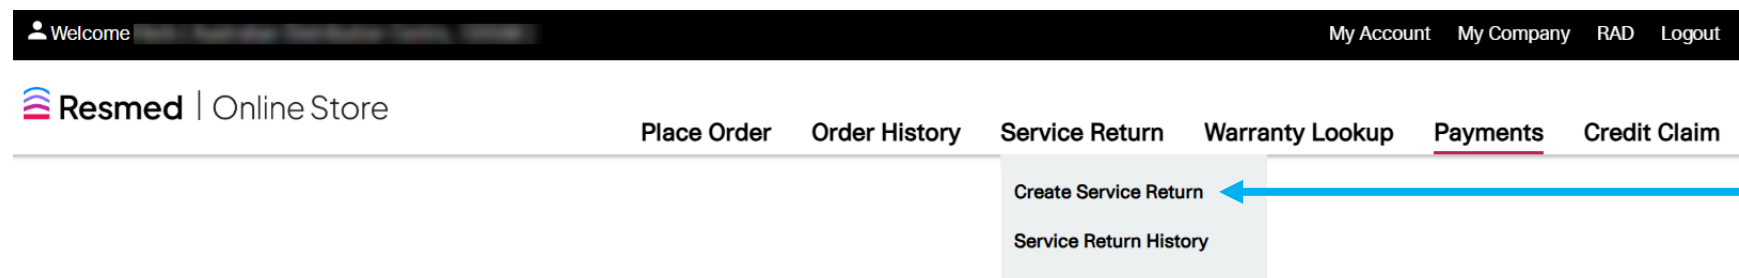 Welcome
My Account My Company RAD Logout
Resmed | Online Store
Place Order Order History Service Return Warranty Lookup Payments Credit Claim
Create Service Return
Service Return History